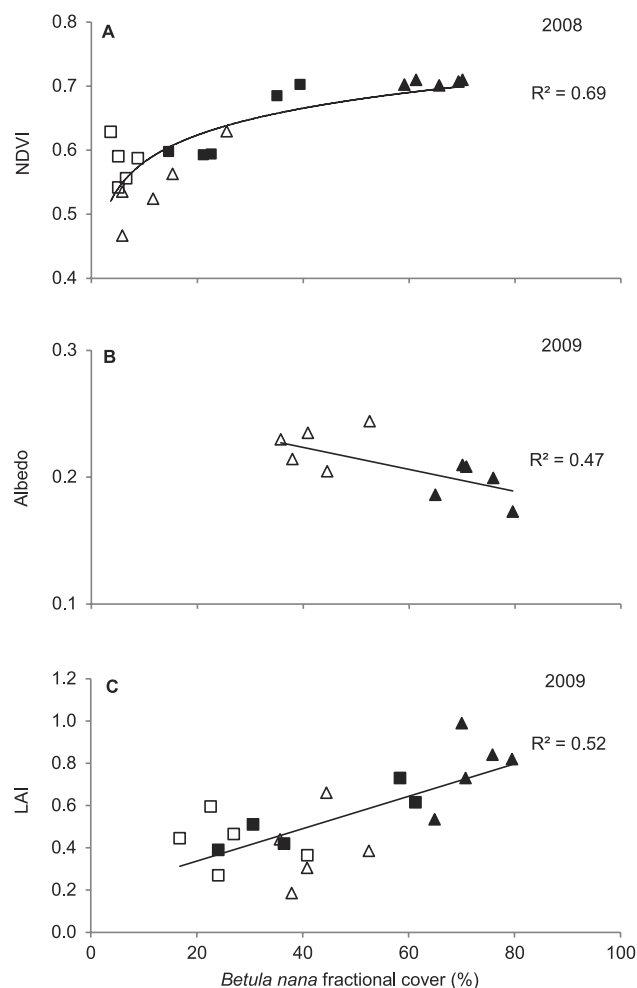 0.8
A
2008
0.7
R² = 0.69
NDVI
0.6
0.5
0.4
0.3
B
2009
R² = 0.47
Albedo
0.2
0.1
1.2
C
2009
1.0
R² = 0.52
0.8
LAI
0.6
0.4
0.2
0.0
0 20 40 60 80 100
Betula nana fractional cover (%)